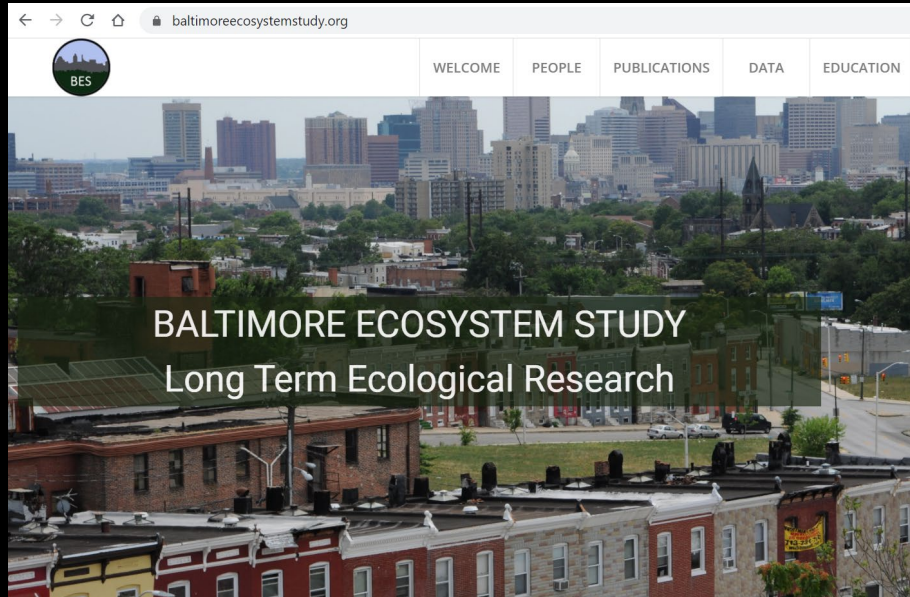 baltimoreecosystemstudy.org
BES
WELCOME PEOPLE PUBLICATIONS DATA EDUCATION
BALTIMORE ECOSYSTEM STUDY
Long Term Ecological Research